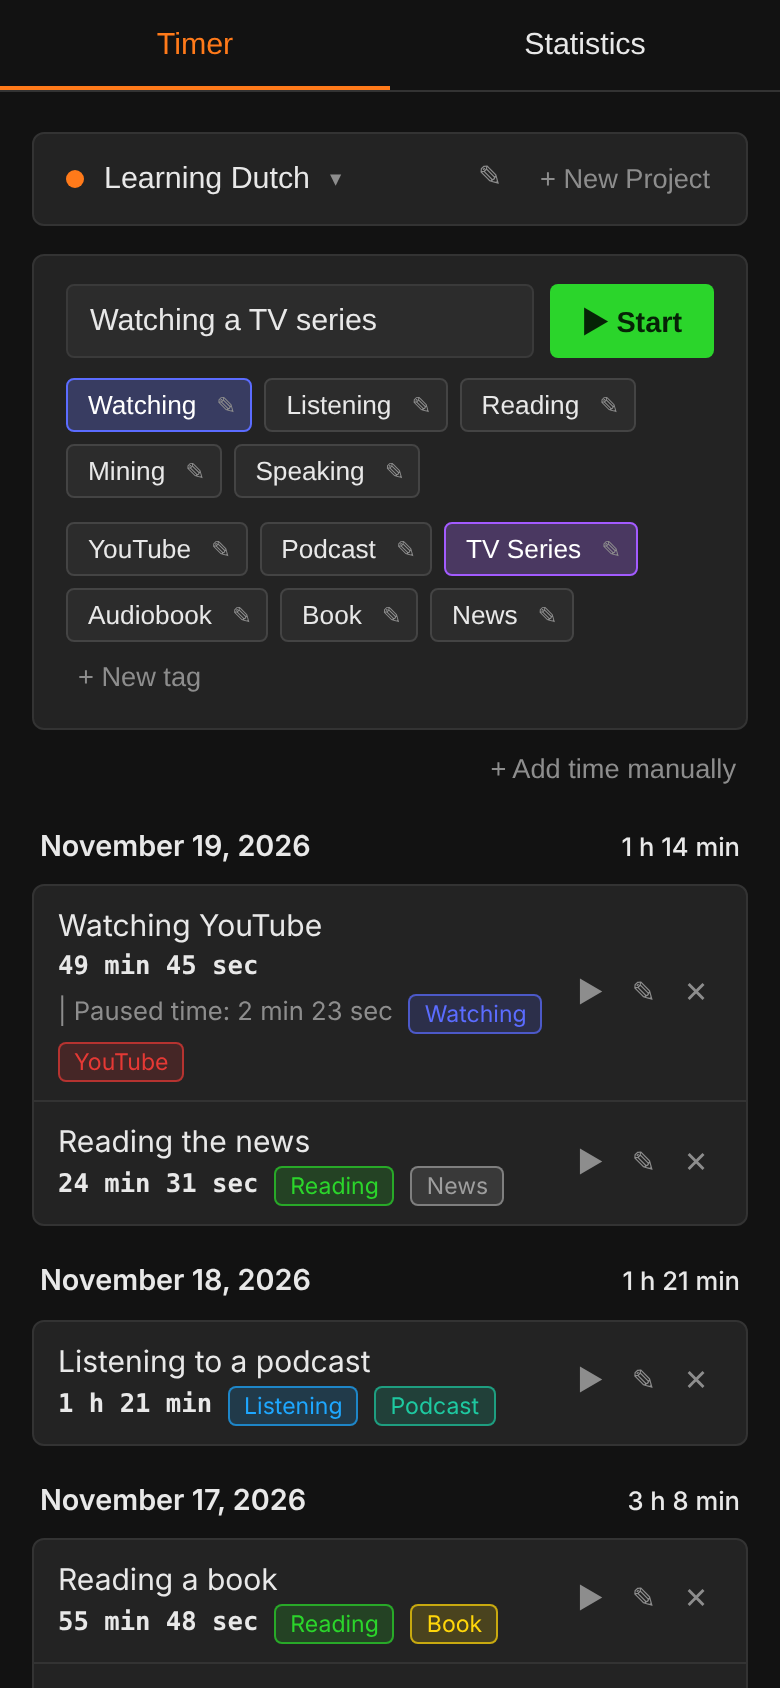 Timer Statistics
Learning Dutch ▾ ✎ + New Project
Watching a TV series ▶ Start
Watching ✎ Listening ✎ Reading ✎
Mining ✎ Speaking ✎
YouTube ✎ Podcast ✎ TV Series ✎
Audiobook ✎ Book ✎ News ✎
+ New tag
+ Add time manually
November 19, 2026 1 h 14 min
Watching YouTube
49 min 45 sec
| Paused time: 2 min 23 sec Watching
YouTube
Reading the news
24 min 31 sec Reading News
November 18, 2026 1 h 21 min
Listening to a podcast
1 h 21 min Listening Podcast
November 17, 2026 3 h 8 min
Reading a book
55 min 48 sec Reading Book